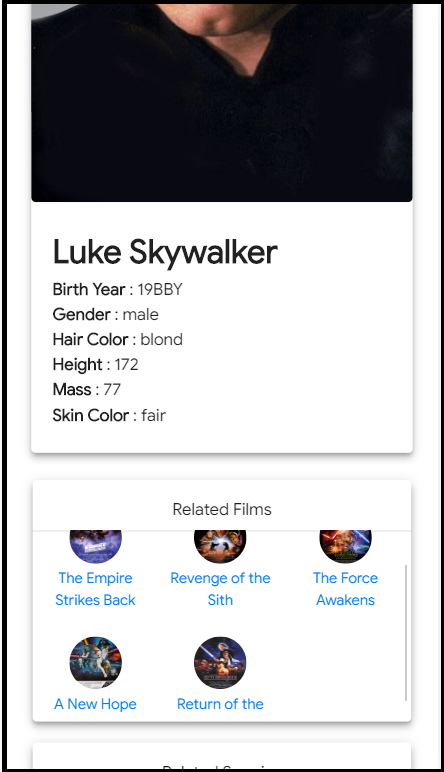 Luke Skywalker
Birth Year : 19BBY
Gender : male
Hair Color : blond
Height : 172
Mass : 77
Skin Color : fair
Related Films
The Empire
Strikes Back
Revenge of the
Sith
The Force
Awakens
A New Hope
Return of the